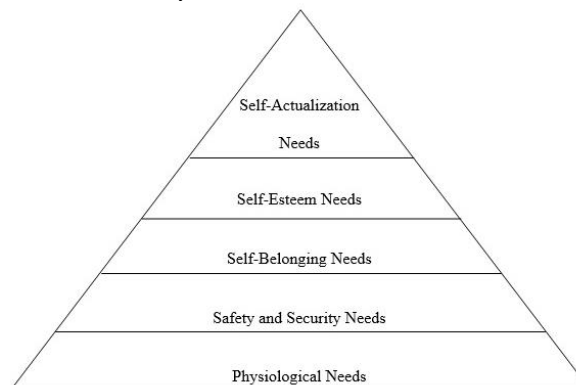 Self-Actualization
Needs
Self-Esteem Needs
Self-Belonging Needs
Safety and Security Needs
Physiological Needs